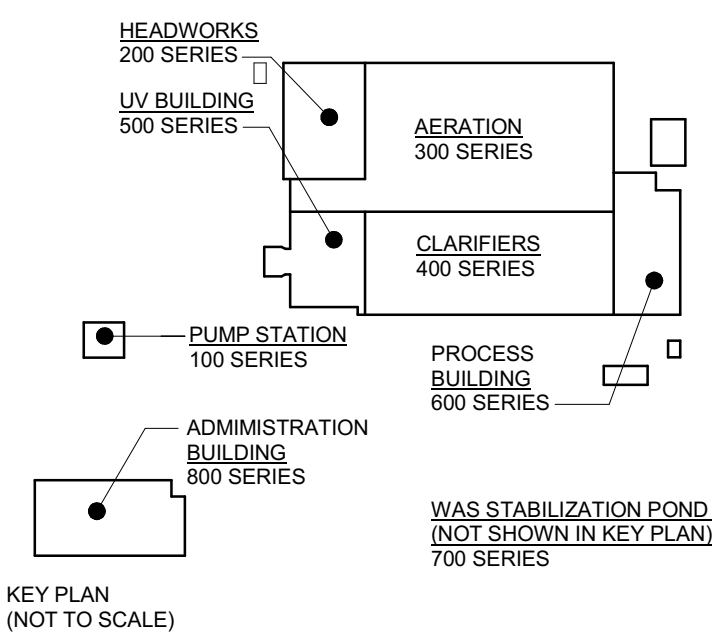 HEADWORKS
200 SERIES
UV BUILDING
500 SERIES
AERATION
300 SERIES
CLARIFIERS
400 SERIES
PUMP STATION
100 SERIES
PROCESS
BUILDING
600 SERIES
ADMIMISTRATION
BUILDING
800 SERIES
WAS STABILIZATION POND
(NOT SHOWN IN KEY PLAN)
700 SERIES
KEY PLAN
(NOT TO SCALE)